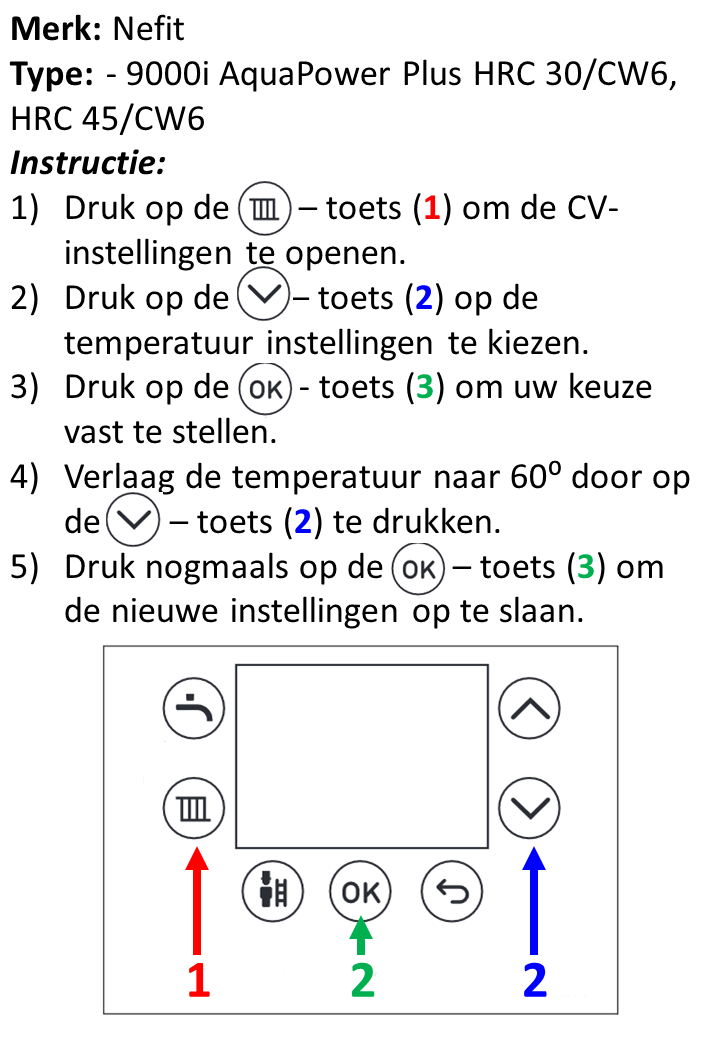 Merk: Nefit
Type: - 9000i AquaPower Plus HRC 30/CW6,
HRC 45/CW6
Instructie:
1) Druk op de – toets (1) om de CV-
instellingen te openen.
2) Druk op de – toets (2) op de
temperatuur instellingen te kiezen.
3) Druk op de OK - toets (3) om uw keuze
vast te stellen.
4) Verlaag de temperatuur naar 60⁰ door op
de – toets (2) te drukken.
5) Druk nogmaals op de OK – toets (3) om
de nieuwe instellingen op te slaan.
OK
1 2 2